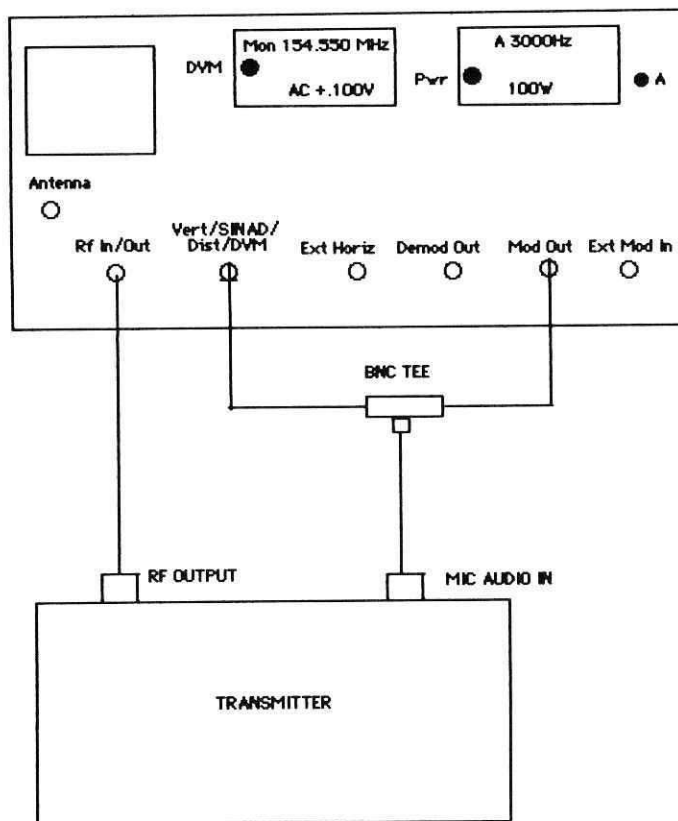 Mon 154.550 MHz
DVM
AC +.100V
A 3000Hz
Pwr
100W
A
Antenna
Rf In/Out
Vert/SINAD/
Dist/DVM
Ext Horiz
Demod Out
Mod Out
Ext Mod In
BNC TEE
RF OUTPUT
MIC AUDIO IN
TRANSMITTER